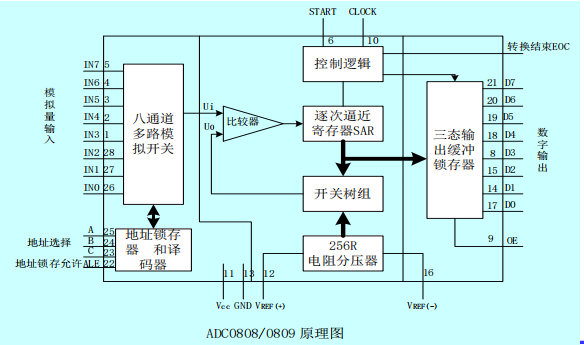 START CLOCK
6 10
转换结束EOC
控制逻辑
模拟量输入
IN7 5
IN6 4
IN5 3
IN4 2
IN3 1
IN2 28
IN1 27
IN0 26
八通道
多路模
拟开关
Ui
Uo
比较器
逐次逼近
寄存器SAR
三态输
出缓冲
锁存器
21 D7
20 D6
19 D5
18 D4
8 D3
15 D2
14 D1
17 D0
数字输出
9 OE
开关树组
256R
电阻分压器
地址选择
A 25
B 24
C 23
地址锁存允许ALE 22
地址锁存
器 和译
码器
11 13 12 16
Vcc GND VREF(+) VREF(-)
ADC0808/0809 原理图